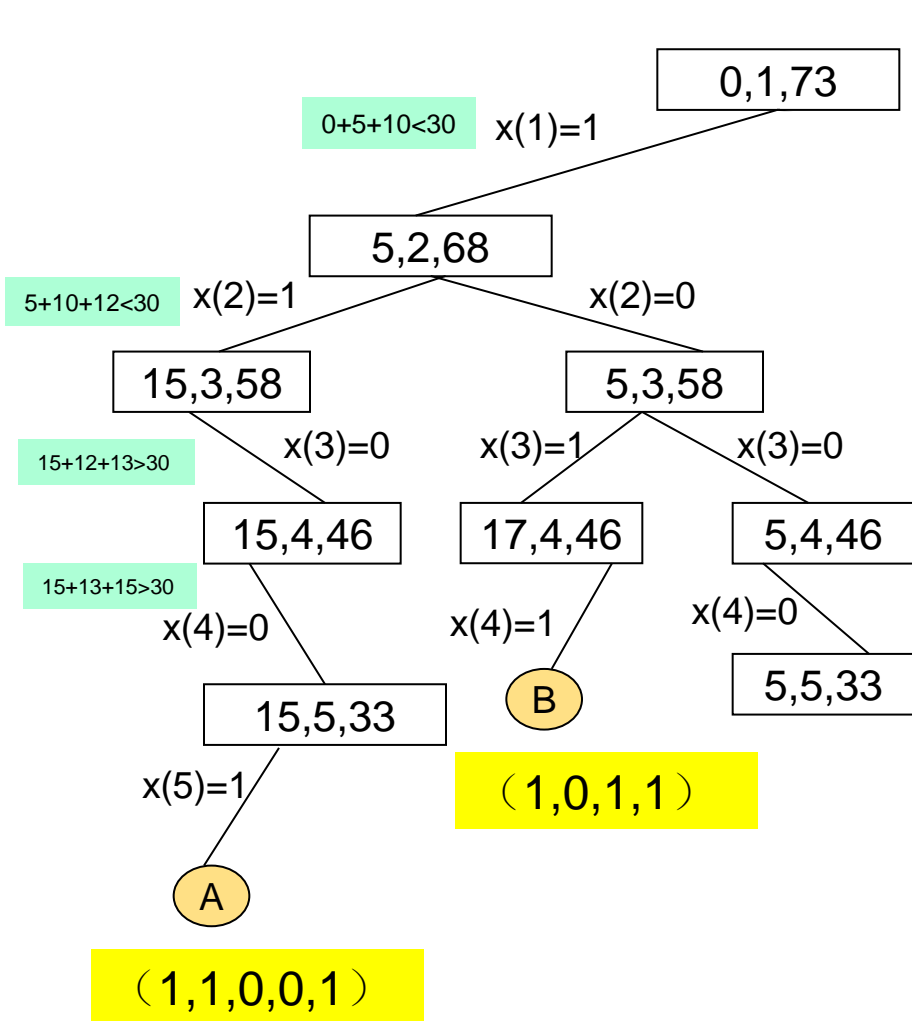 0,1,73
0+5+10<30
x(1)=1
5,2,68
5+10+12<30
x(2)=1
x(2)=0
15,3,58
5,3,58
15+12+13>30
x(3)=0
x(3)=1
x(3)=0
15,4,46
17,4,46
5,4,46
15+13+15>30
x(4)=0
x(4)=1
x(4)=0
15,5,33
B
5,5,33
x(5)=1
（1,0,1,1）
A
（1,1,0,0,1）